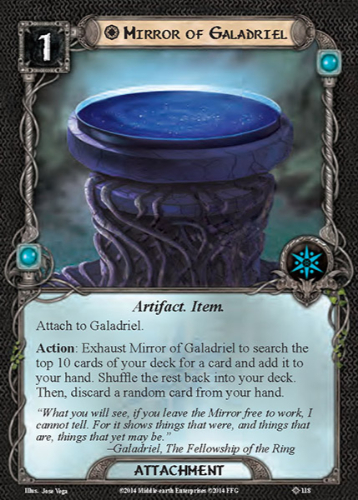 1
MIRROR OF GALADRIEL
Artifact. Item.
Attach to Galadriel.
Action: Exhaust Mirror of Galadriel to search the
top 10 cards of your deck for a card and add it to
your hand. Shuffle the rest back into your deck.
Then, discard a random card from your hand.
“What you will see, if you leave the Mirror free to work, I
cannot tell. For it shows things that were, and things that
are, things that yet may be.”
–Galadriel, The Fellowship of the Ring
ATTACHMENT
Illus. Jose Vega ©2014 Middle-earth Enterprises ©2014 FFG